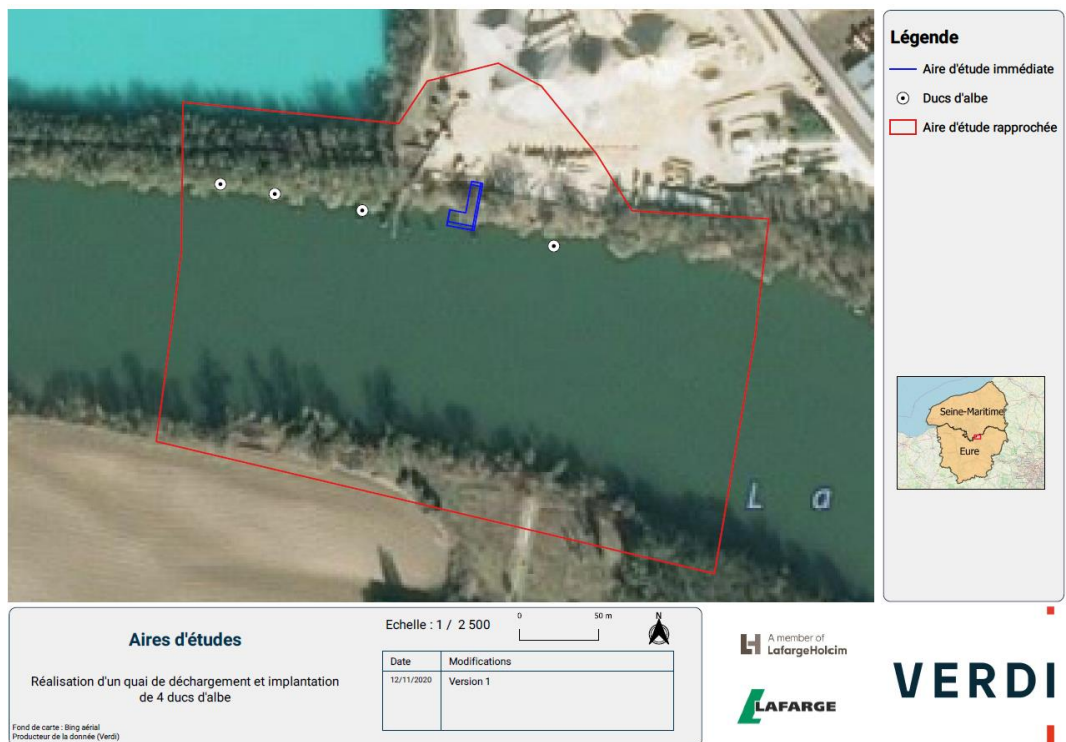 Légende
Aire d'étude immédiate
Ducs d'albe
Aire d'étude rapprochée
L a
Seine-Maritime
Eure
Aires d'études
Réalisation d'un quai de déchargement et implantation
de 4 ducs d'albe
Fond de carte : Bing aérial
Producteur de la donnée (Verdi)
Echelle : 1 / 2 500
0 50 m
N
Date Modifications
12/11/2020 Version 1
A member of
LafargeHolcim
LAFARGE
VERDI